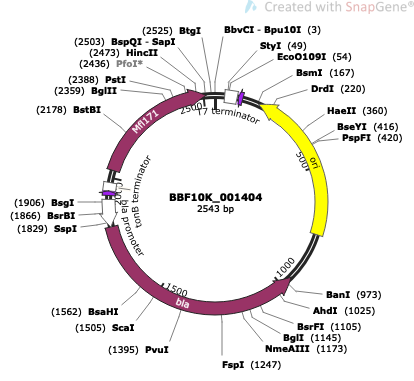 Created with SnapGene®
(2525) BtgI
BbvCI - Bpu10I (3)
(2503) BspQI - SapI
StyI (49)
(2473) HincII
EcoO109I (54)
(2436) PfoI*
BsmI (167)
(2388) PstI
DrdI (220)
(2359) BglII
HaeII (360)
(2178) BstBI
BseYI (416)
PspFI (420)
Mfl171
2500
T7 terminator
500
ori
tonB terminator
bla promoter
BBF10K_001404
2543 bp
(1906) BsgI
(1866) BsrBI
(1829) SspI
1000
1500
bla
BanI (973)
(1562) BsaHI
AhdI (1025)
(1505) ScaI
BsrFI (1105)
BglI (1145)
(1395) PvuI
NmeAIII (1173)
FspI (1247)